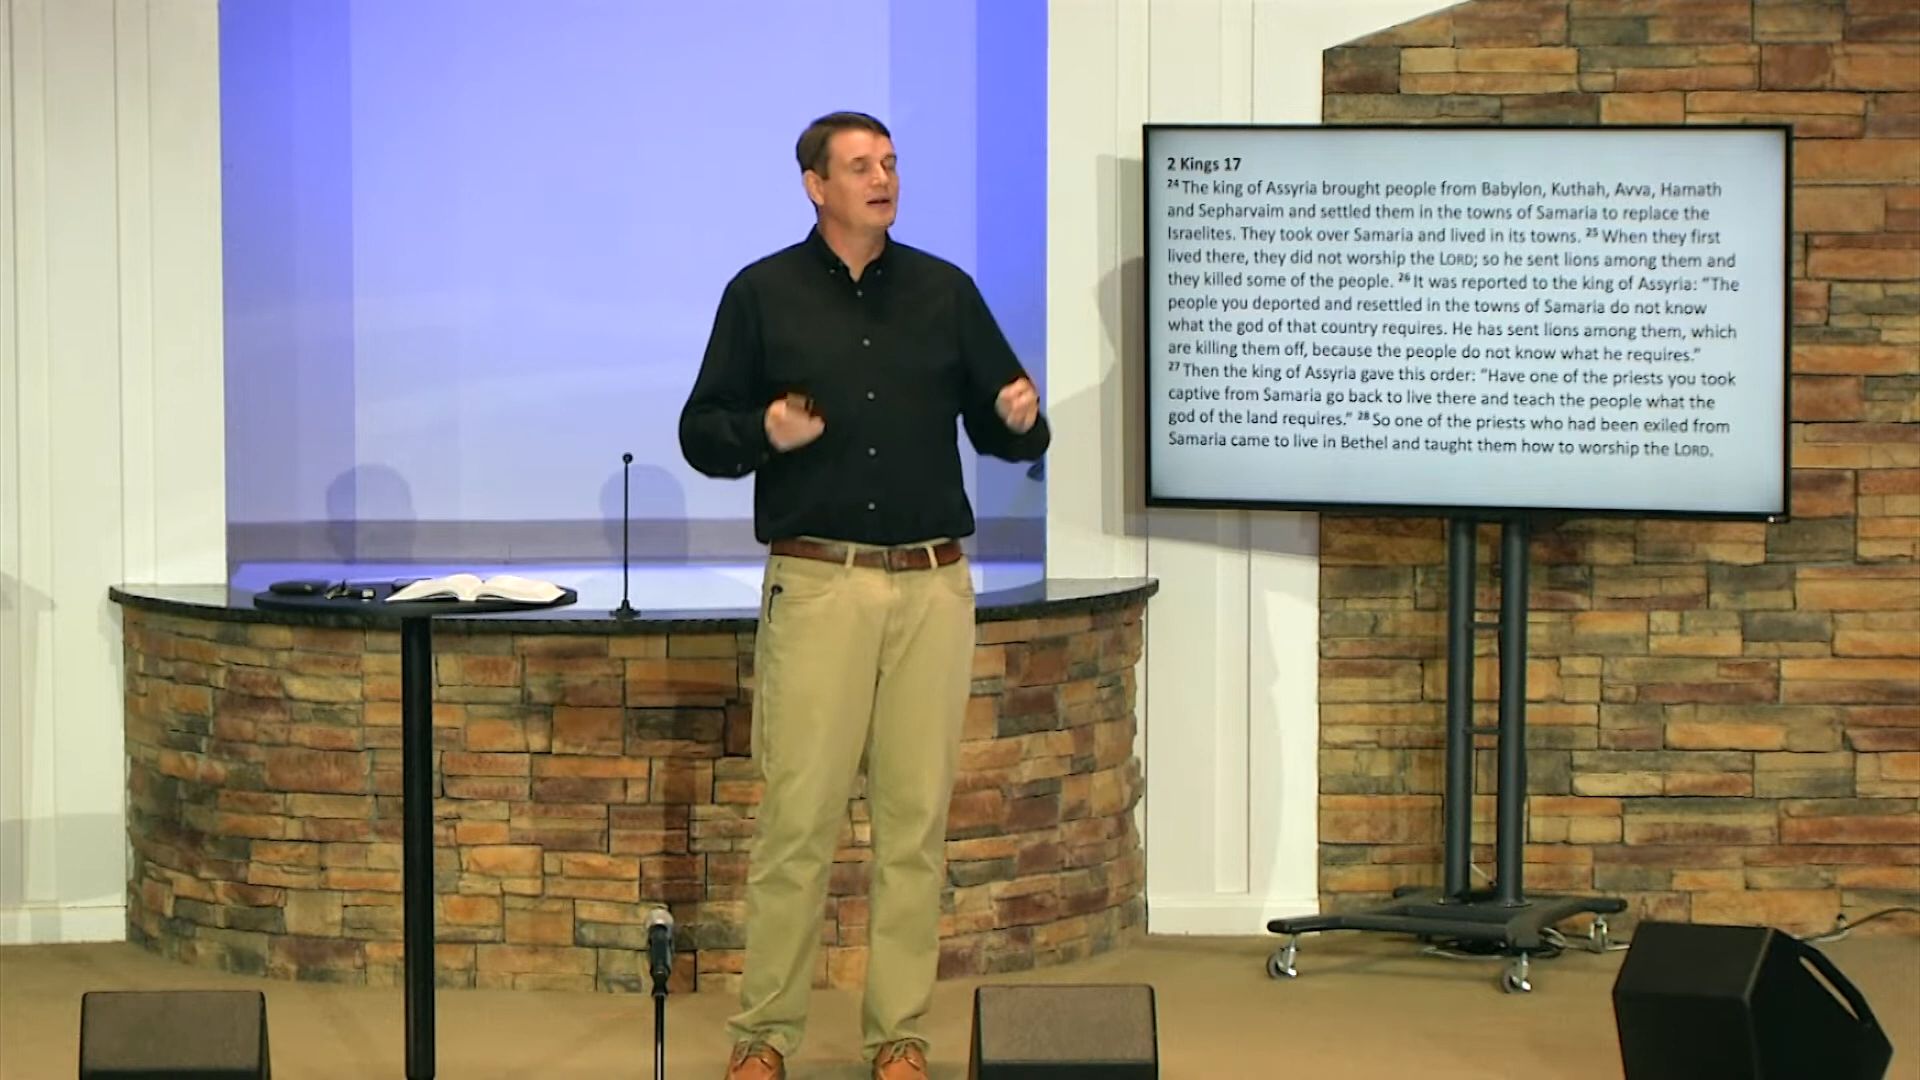 2 Kings 17
24 The king of Assyria brought people from Babylon, Kuthah, Avva, Hamath
and Sepharvaim and settled them in the towns of Samaria to replace the
Israelites. They took over Samaria and lived in its towns. 25 When they first
lived there, they did not worship the LORD; so he sent lions among them and
they killed some of the people. 26 It was reported to the king of Assyria: “The
people you deported and resettled in the towns of Samaria do not know
what the god of that country requires. He has sent lions among them, which
are killing them off, because the people do not know what he requires.”
27 Then the king of Assyria gave this order: “Have one of the priests you took
captive from Samaria go back to live there and teach the people what the
god of the land requires.” 28 So one of the priests who had been exiled from
Samaria came to live in Bethel and taught them how to worship the LORD.